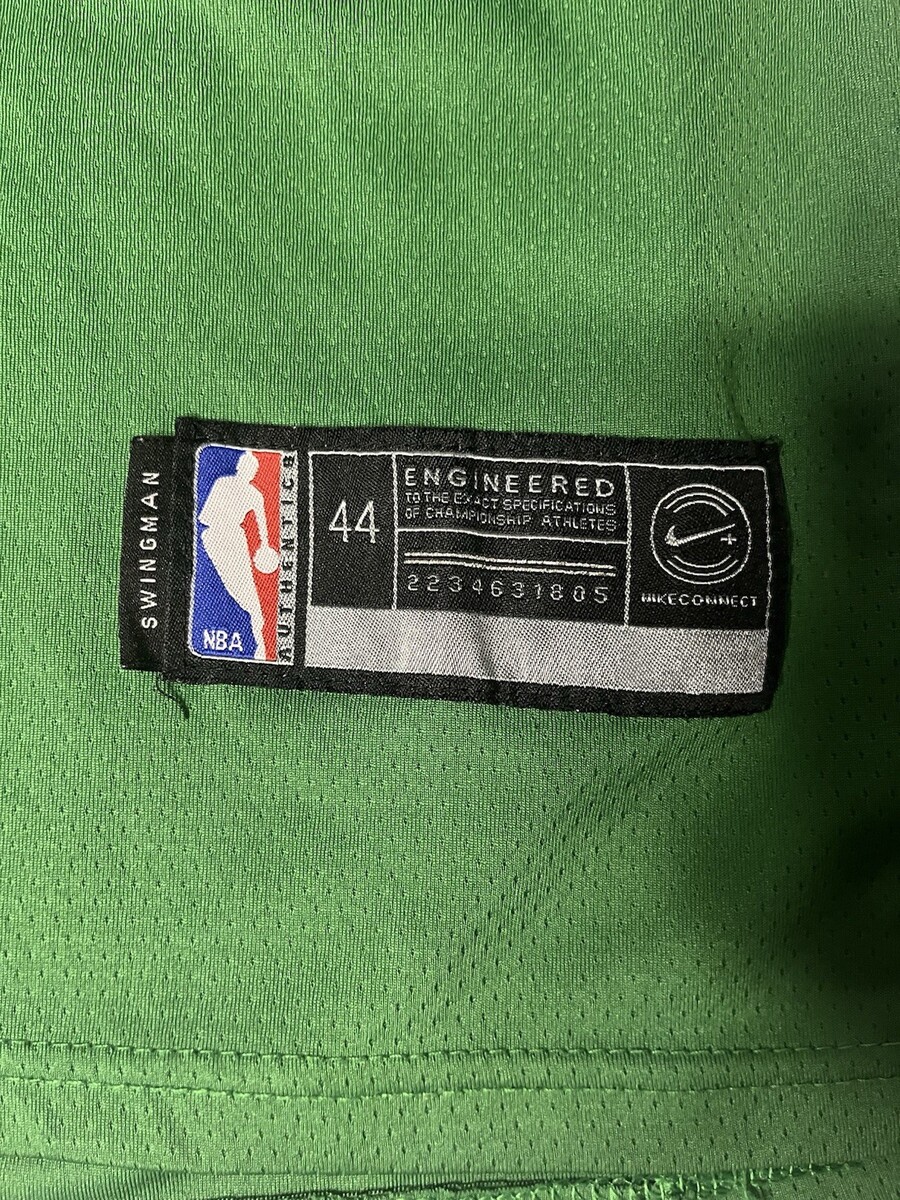 SWINGMAN
NBA
AUTHENTICS
44
ENGINEERED
TO THE EXACT SPECIFICATIONS
OF CHAMPIONSHIP ATHLETES
2234631805
NIKECONNECT